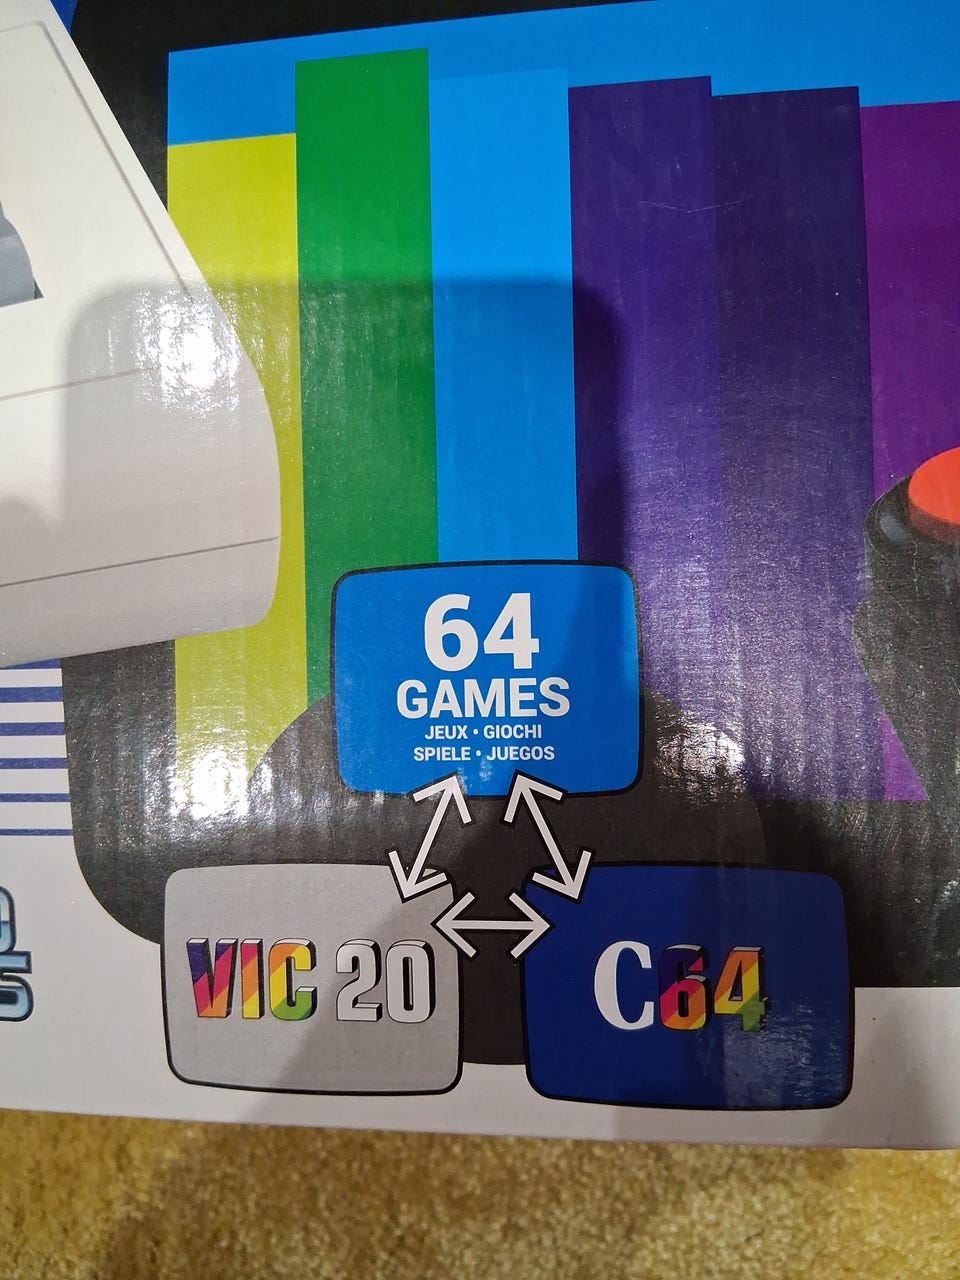 64
GAMES
JEUX • GIOCHI
SPIELE • JUEGOS
VIC 20
C64